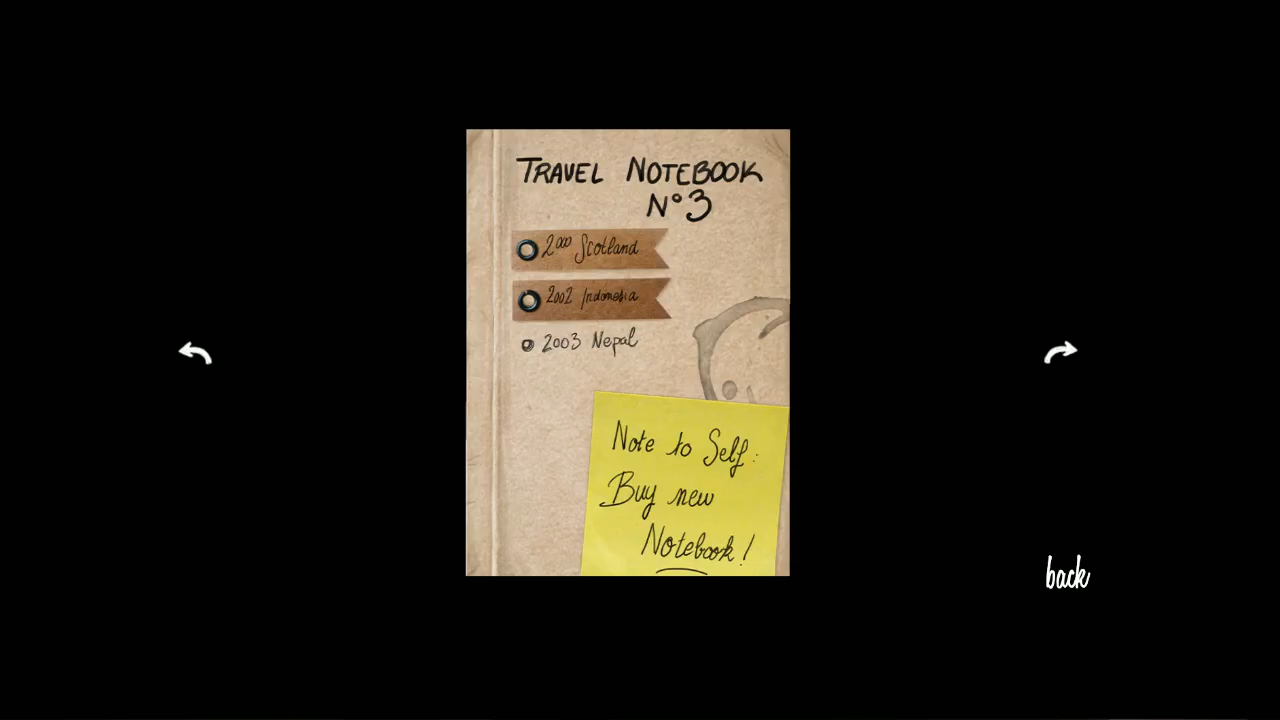 TRAVEL NOTEBOOK
N°3
2000 Scotland
2002 Indonesia
2003 Nepal
Note to Self:
Buy new
Notebook!
back